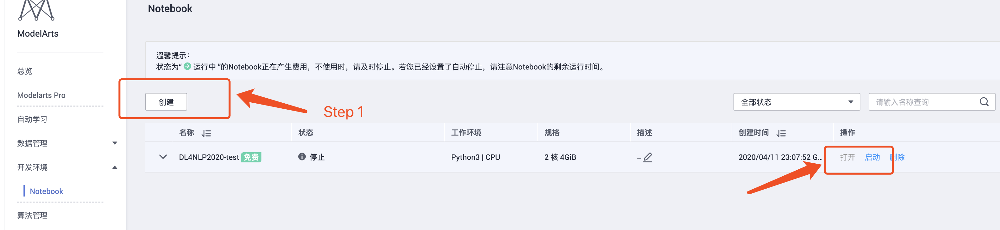 Notebook
ModelArts
温馨提示：
状态为“ 运行中 ”的Notebook正在产生费用，不使用时，请及时停止。若您已经设置了自动停止，请注意Notebook的剩余运行时间。
总览
Modelarts Pro
自动学习
数据管理
开发环境
Notebook
算法管理
创建
Step 1
全部状态
请输入名称查询
名称 状态 工作环境 规格 描述 创建时间 操作
DL4NLP2020-test 免费 停止 Python3 | CPU 2 核 4GiB -- 2020/04/11 23:07:52 G... 打开 启动 删除